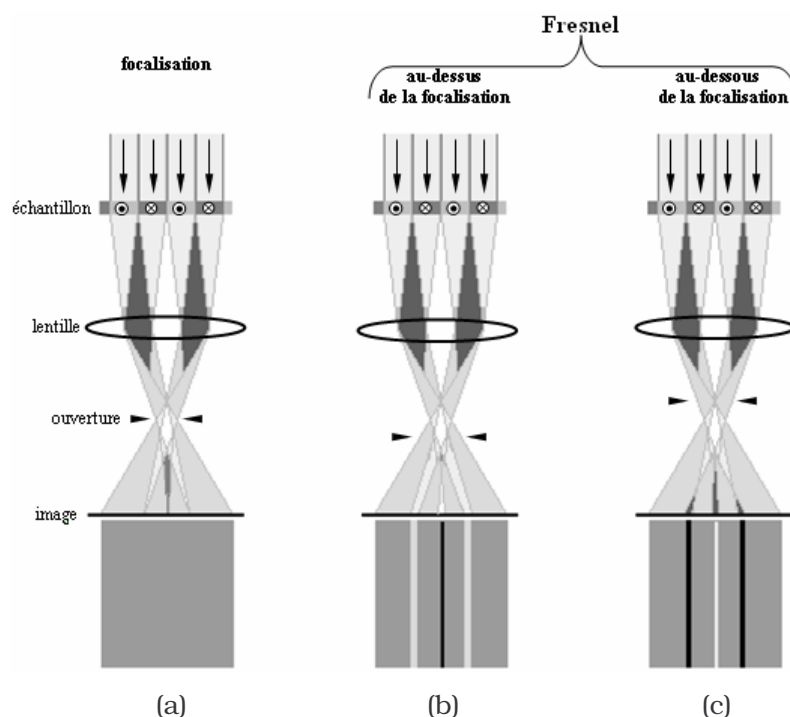 Fresnel
focalisation
au-dessus
de la focalisation
au-dessous
de la focalisation
échantillon
lentille
ouverture
image
(a)
(b)
(c)